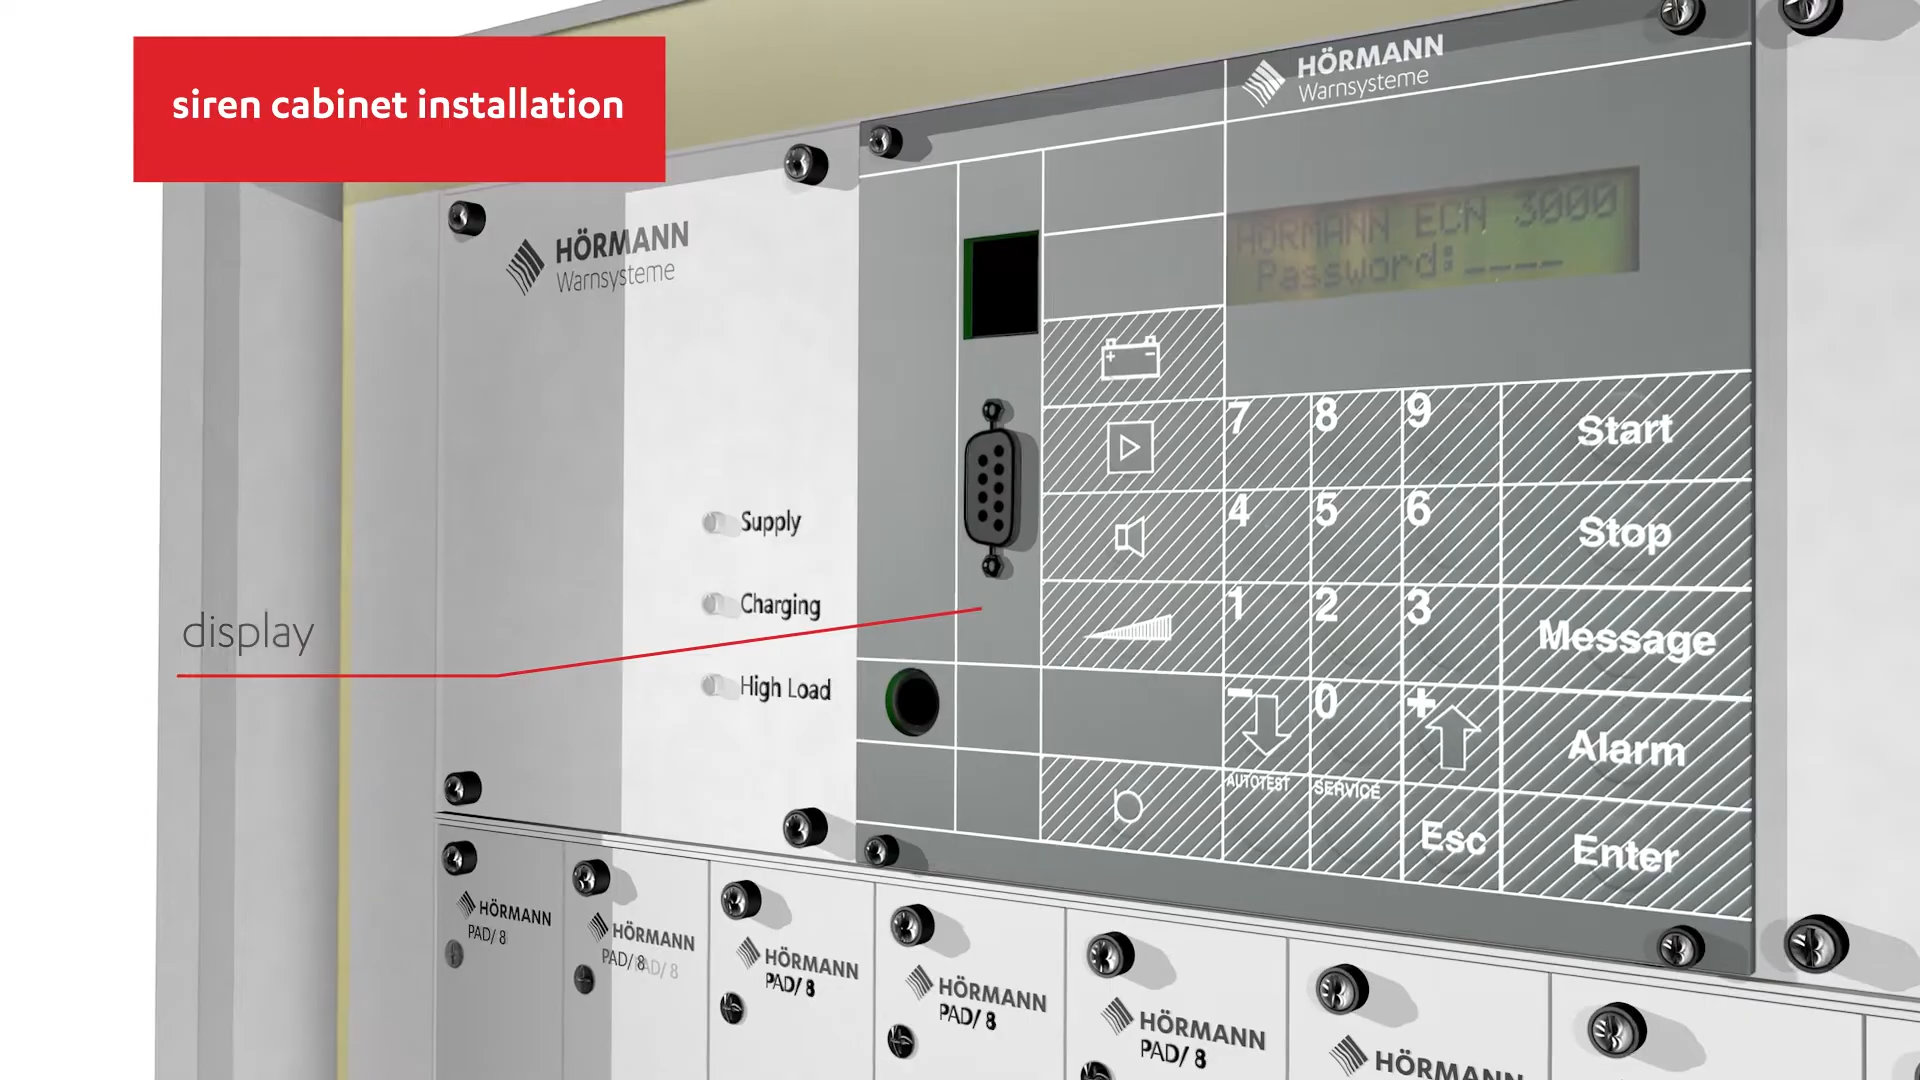 siren cabinet installation
HÖRMANN
Warnsysteme
HÖRMANN
Warnsysteme
HÖRMANN ECN 3000
Password:____
Supply
Charging
High Load
display
7 8 9 Start
4 5 6 Stop
1 2 3 Message
- 0 + Alarm
AUTOTEST SERVICE
Esc Enter
HÖRMANN
PAD/ 8
HÖRMANN
PAD/ 8
HÖRMANN
PAD/ 8
HÖRMANN
PAD/ 8
HÖRMANN
PAD/ 8
HÖRMANN